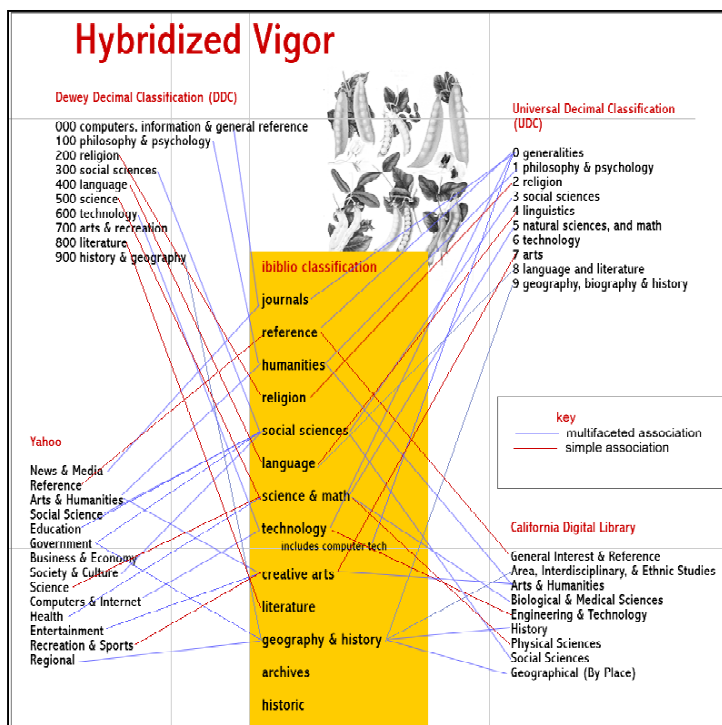 Hybridized Vigor
Dewey Decimal Classification (DDC)
000 computers, information & general reference
100 philosophy & psychology
200 religion
300 social sciences
400 language
500 science
600 technology
700 arts & recreation
800 literature
900 history & geography
Universal Decimal Classification
(UDC)
0 generalities
1 philosophy & psychology
2 religion
3 social sciences
4 linguistics
5 natural sciences, and math
6 technology
7 arts
8 language and literature
9 geography, biography & history
ibiblio classification
journals
reference
humanities
religion
social sciences
language
science & math
technology
includes computer tech
creative arts
literature
geography & history
archives
historic
key
multifaceted association
simple association
Yahoo
News & Media
Reference
Arts & Humanities
Social Science
Education
Government
Business & Economy
Society & Culture
Science
Computers & Internet
Health
Entertainment
Recreation & Sports
Regional
California Digital Library
General Interest & Reference
Area, Interdisciplinary, & Ethnic Studies
Arts & Humanities
Biological & Medical Sciences
Engineering & Technology
History
Physical Sciences
Social Sciences
Geographical (By Place)